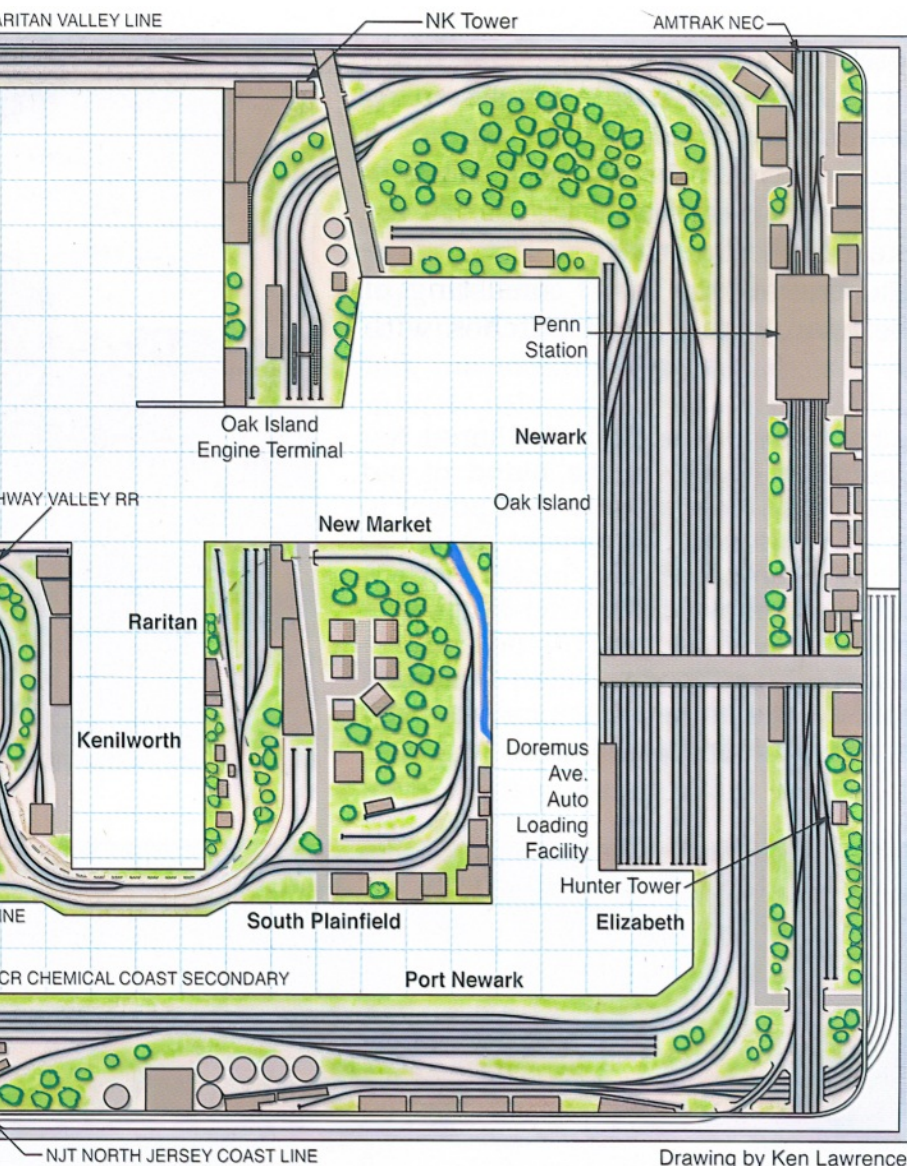 ARITAN VALLEY LINE
NK Tower
AMTRAK NEC
Penn
Station
Oak Island
Engine Terminal
Newark
Oak Island
HWAY VALLEY RR
New Market
Raritan
Kenilworth
Doremus
Ave.
Auto
Loading
Facility
Hunter Tower
INE
South Plainfield
Elizabeth
CR CHEMICAL COAST SECONDARY
Port Newark
NJT NORTH JERSEY COAST LINE
Drawing by Ken Lawrence